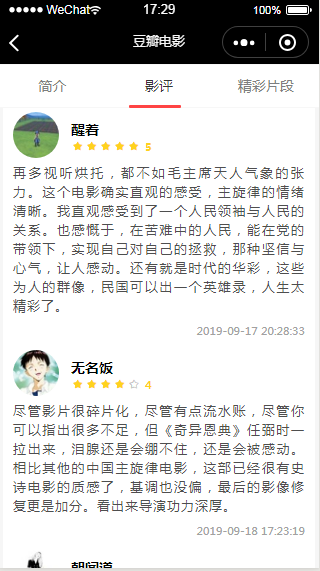 WeChat 17:29 100%
豆瓣电影
简介 影评 精彩片段
醒着
5
再多视听烘托，都不如毛主席天人气象的张
力。这个电影确实直观的感受，主旋律的情绪
清晰。我直观感受到了一个人民领袖与人民的
关系。也感慨于，在苦难中的人民，能在党的
带领下，实现自己对自己的拯救，那种坚信与
心气，让人感动。还有就是时代的华彩，这些
为人的群像，民国可以出一个英雄录，人生太
精彩了。
2019-09-17 20:28:33
无名饭
4
尽管影片很碎片化，尽管有点流水账，尽管你
可以指出很多不足，但《奇异恩典》任弼时一
拉出来，泪腺还是会绷不住，还是会被感动。
相比其他的中国主旋律电影，这部已经很有史
诗电影的质感了，基调也没偏，最后的影像修
复更是加分。看出来导演功力深厚。
2019-09-18 17:23:19
朝闻道